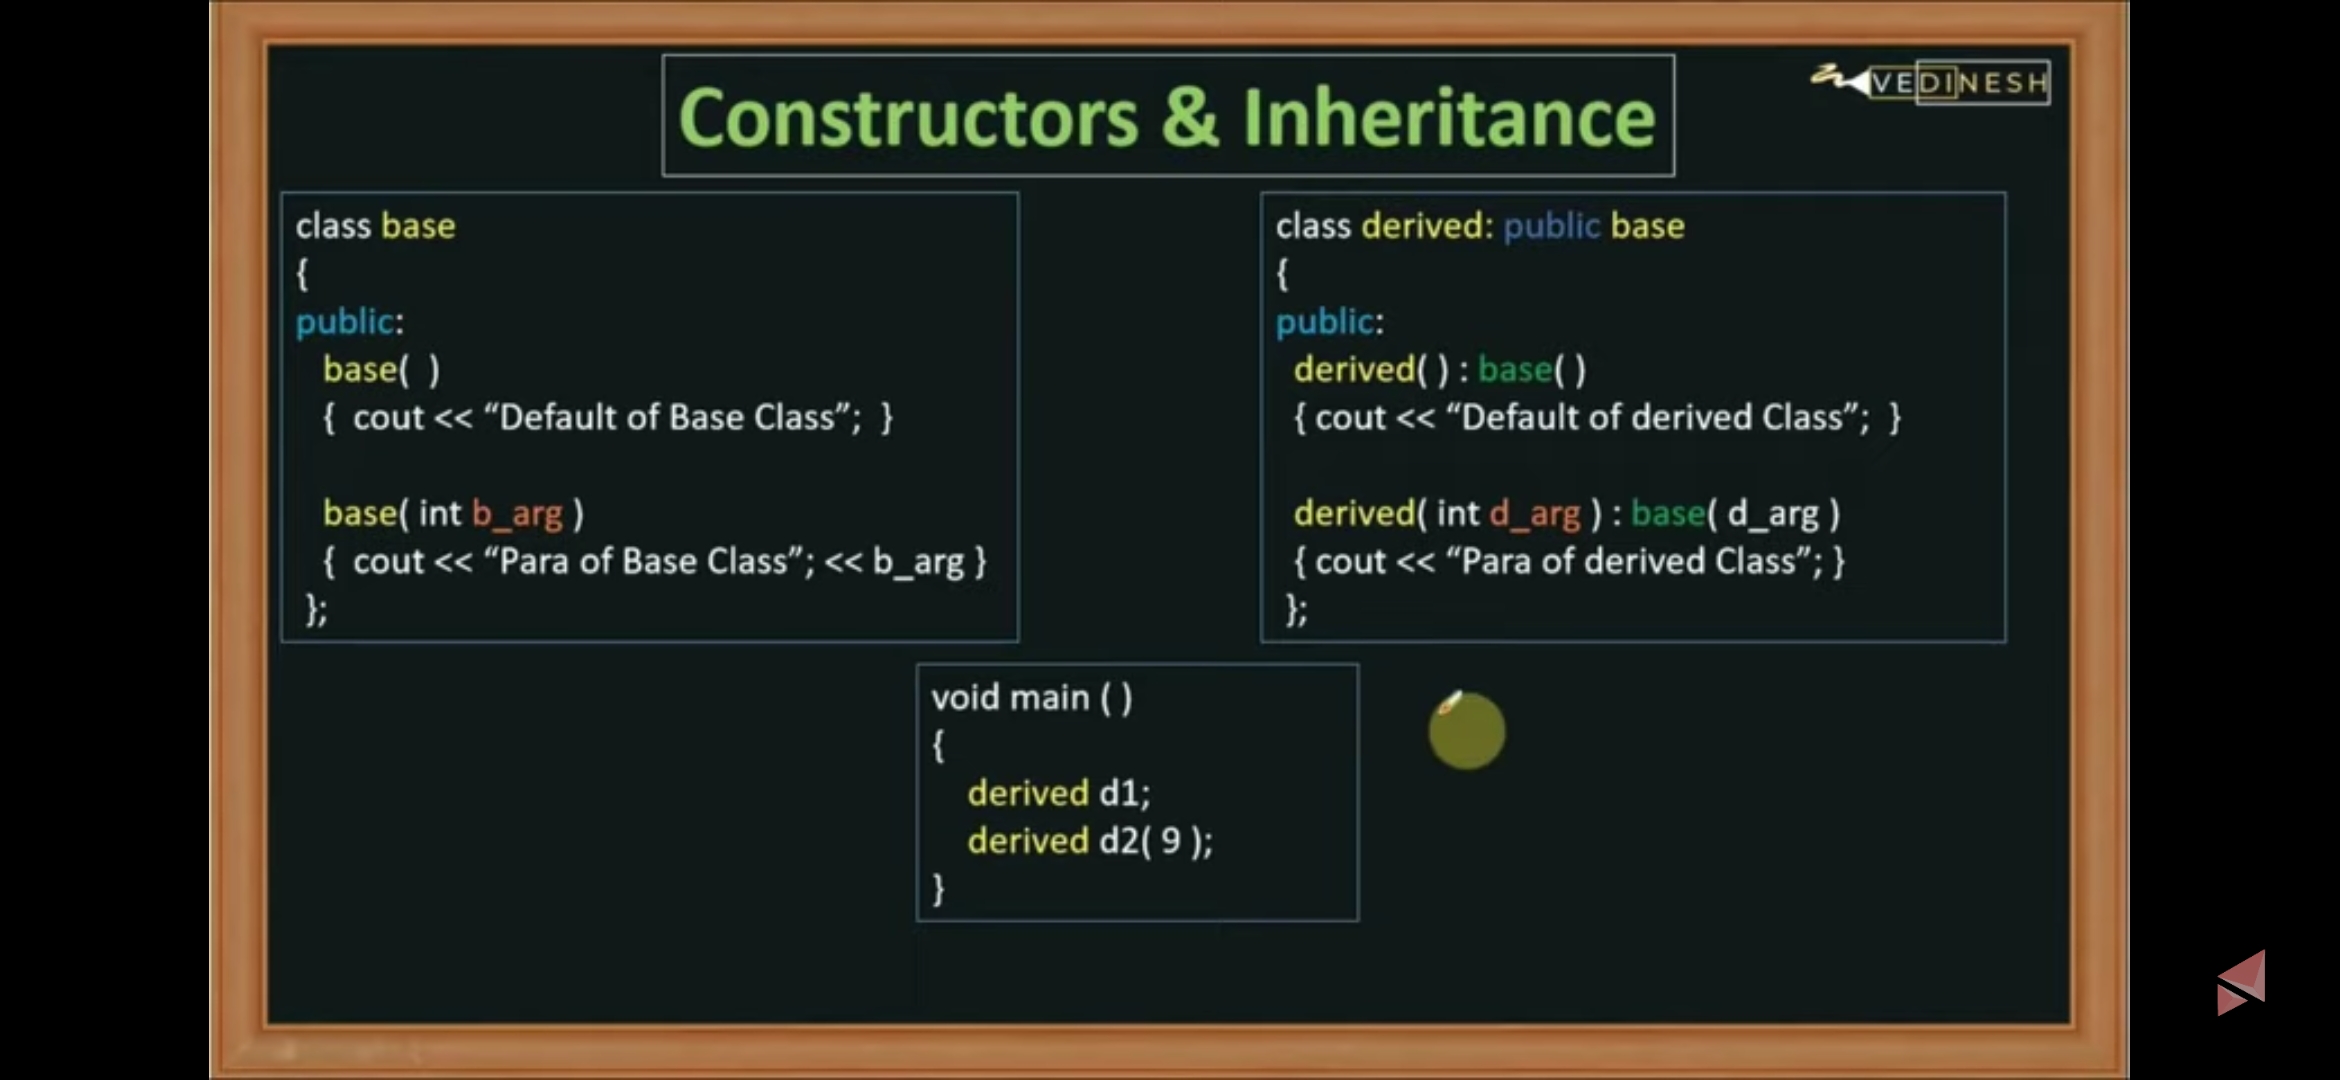 Constructors & Inheritance
VEDINESH
class base
{
public:
base( )
{ cout << “Default of Base Class”; }
base( int b_arg )
{ cout << “Para of Base Class”; << b_arg }
};
class derived: public base
{
public:
derived( ) : base( )
{ cout << “Default of derived Class”; }
derived( int d_arg ) : base( d_arg )
{ cout << “Para of derived Class”; }
};
void main ( )
{
derived d1;
derived d2( 9 );
}